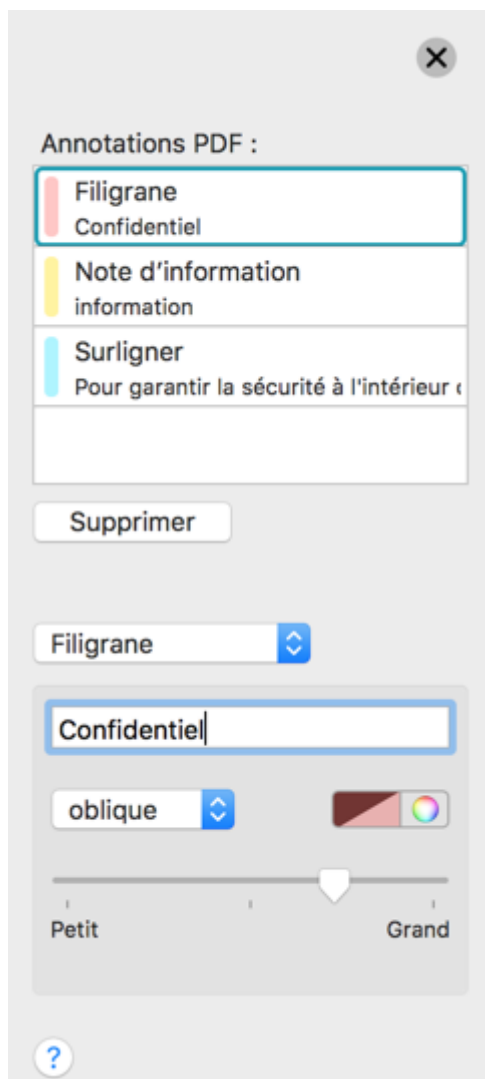 Annotations PDF :
Filigrane
Confidentiel
Note d'information
information
Surligner
Pour garantir la sécurité à l'intérieur
Supprimer
Filigrane
Confidentiel
oblique
Petit
Grand
?